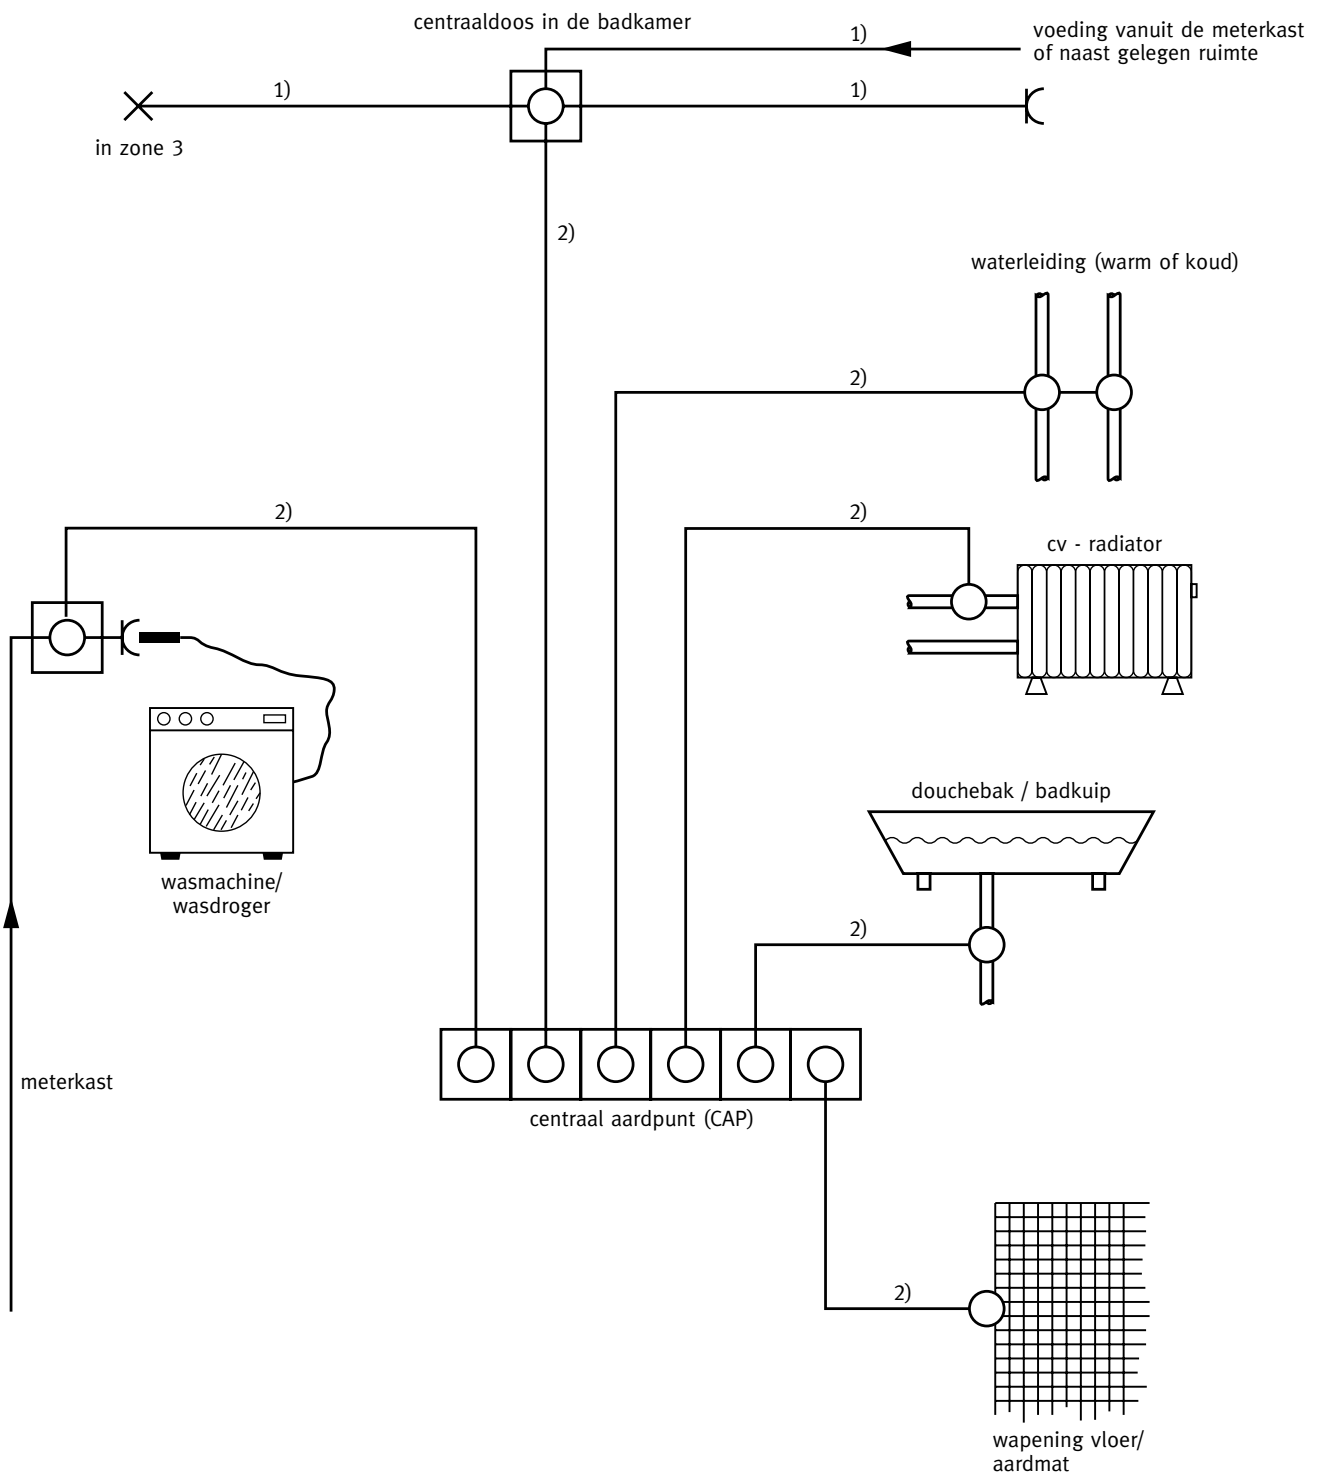 centraaldoos in de badkamer
1)
voeding vanuit de meterkast
of naast gelegen ruimte
1)
1)
in zone 3
2)
waterleiding (warm of koud)
2)
2)
2)
cv - radiator
douchebak / badkuip
wasmachine/
wasdroger
2)
meterkast
centraal aardpunt (CAP)
2)
wapening vloer/
aardmat